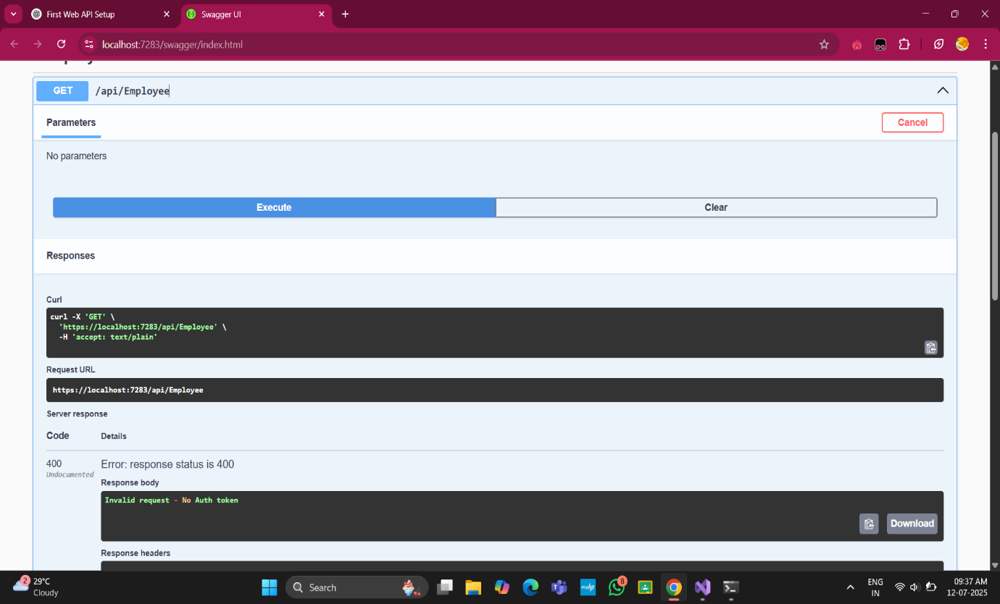 First Web API Setup
Swagger UI
localhost:7283/swagger/index.html
GET /api/Employee
Parameters
Cancel
No parameters
Execute
Clear
Responses
Curl
curl -X 'GET' \
'https://localhost:7283/api/Employee' \
-H 'accept: text/plain'
Request URL
https://localhost:7283/api/Employee
Server response
Code Details
400 Error: response status is 400
Undocumented
Response body
Invalid request - No Auth token
Download
Response headers
2
29°C
Cloudy
Search
myhp
8
ENG
IN
09:37 AM
12-07-2025